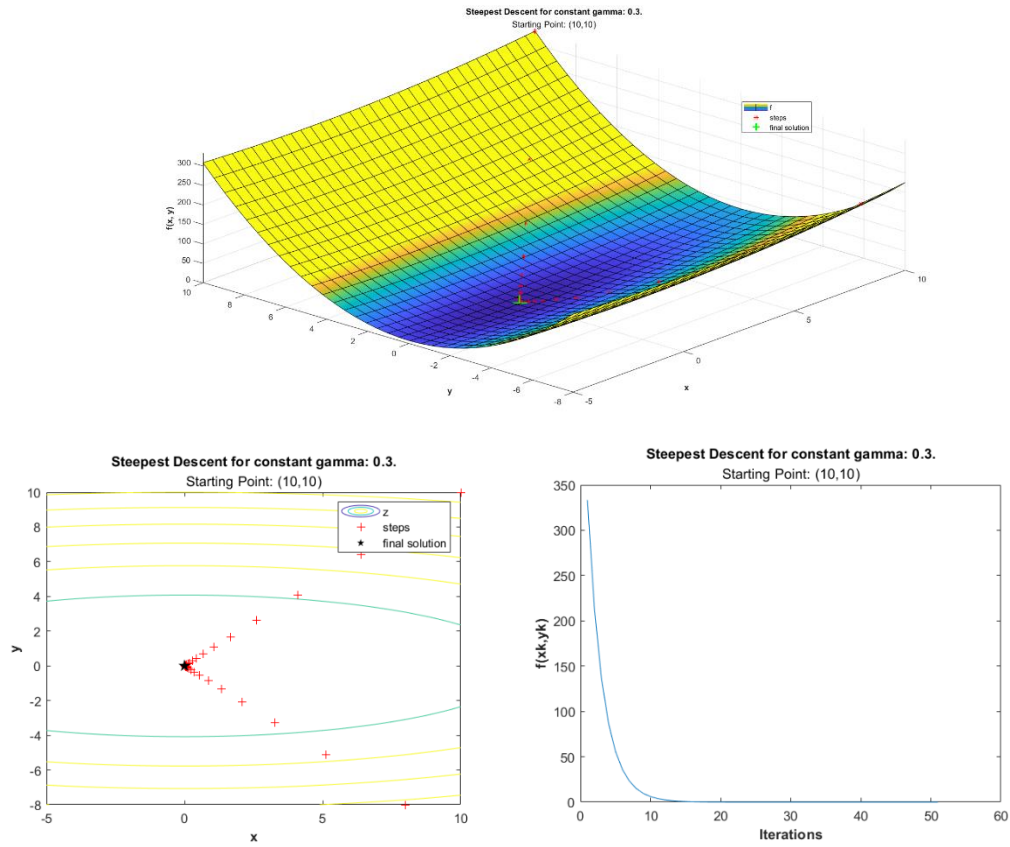 Steepest Descent for constant gamma: 0.3.
Starting Point: (10,10)
f
steps
final solution
f(x, y)
300
250
200
150
100
50
0
10
8
6
4
2
0
-2
-4
-6
-8
y
-5
0
5
10
x
Steepest Descent for constant gamma: 0.3.
Starting Point: (10,10)
z
steps
final solution
10
8
6
4
2
0
-2
-4
-6
-8
y
-5
0
5
10
x
Steepest Descent for constant gamma: 0.3.
Starting Point: (10,10)
350
300
250
200
150
100
50
0
f(xk,yk)
0
10
20
30
40
50
60
Iterations